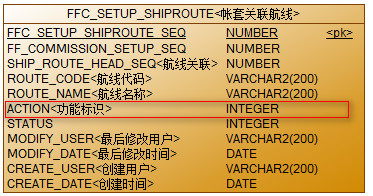 FFC_SETUP_SHIPROUTE<帐套关联航线>
FFC_SETUP_SHIPROUTE_SEQ NUMBER <pk>
FF_COMMISSION_SETUP_SEQ NUMBER
SHIP_ROUTE_HEAD_SEQ<航线关联> NUMBER
ROUTE_CODE<航线代码> VARCHAR2(200)
ROUTE_NAME<航线名称> VARCHAR2(200)
ACTION<功能标识> INTEGER
STATUS INTEGER
MODIFY_USER<最后修改用户> VARCHAR2(200)
MODIFY_DATE<最后修改时间> DATE
CREATE_USER<创建用户> VARCHAR2(200)
CREATE_DATE<创建时间> DATE